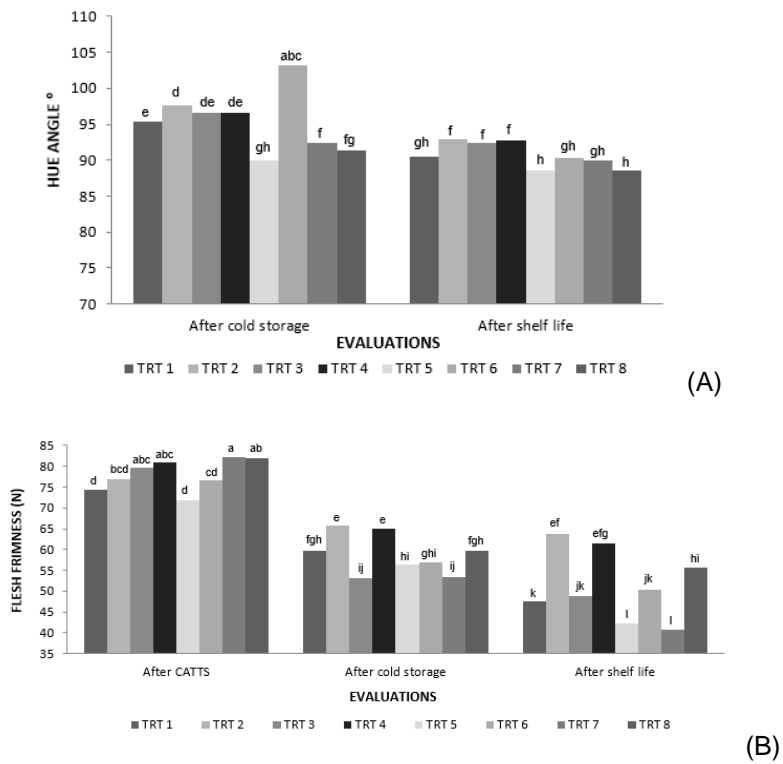 110
105
100
95
90
85
80
75
70
HUE ANGLE °
e d de de gh abc f fg gh f f f h gh gh h
After cold storage After shelf life
EVALUATIONS
TRT 1 TRT 2 TRT 3 TRT 4 TRT 5 TRT 6 TRT 7 TRT 8
(A)
85
80
75
70
65
60
55
50
45
40
35
FLESH FRIMNESS (N)
d bcd abc abc d cd a ab fgh e ij e hi ghi ij fgh k ef jk efg l jk l hi
After CATTS After cold storage After shelf life
EVALUATIONS
TRT 1 TRT 2 TRT 3 TRT 4 TRT 5 TRT 6 TRT 7 TRT 8
(B)